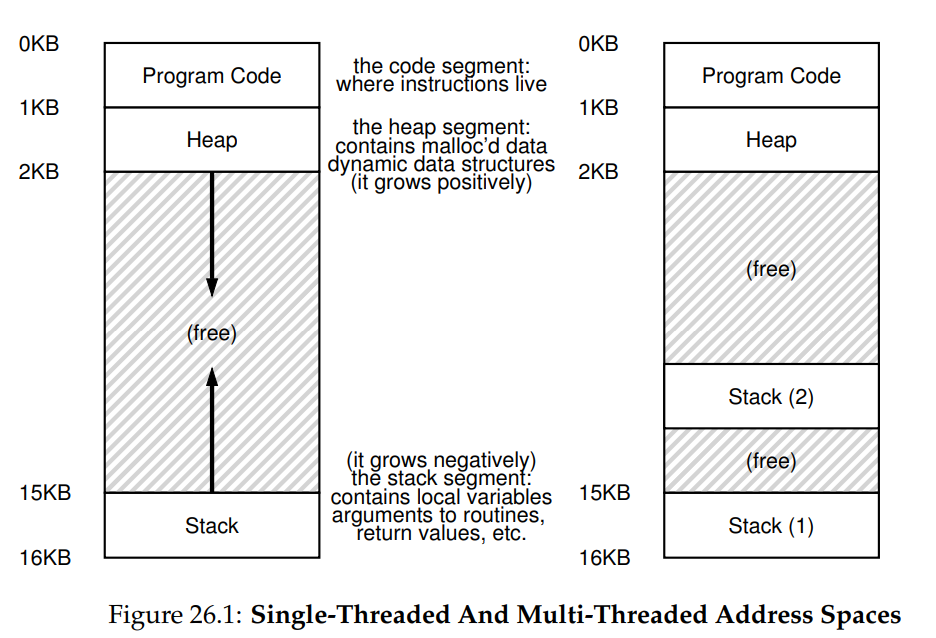 0KB
Program Code
1KB
Heap
2KB
(free)
15KB
Stack
16KB
the code segment:
where instructions live
the heap segment:
contains malloc'd data
dynamic data structures
(it grows positively)
(it grows negatively)
the stack segment:
contains local variables
arguments to routines,
return values, etc.
0KB
Program Code
1KB
Heap
2KB
(free)
Stack (2)
(free)
15KB
Stack (1)
16KB
Figure 26.1: Single-Threaded And Multi-Threaded Address Spaces